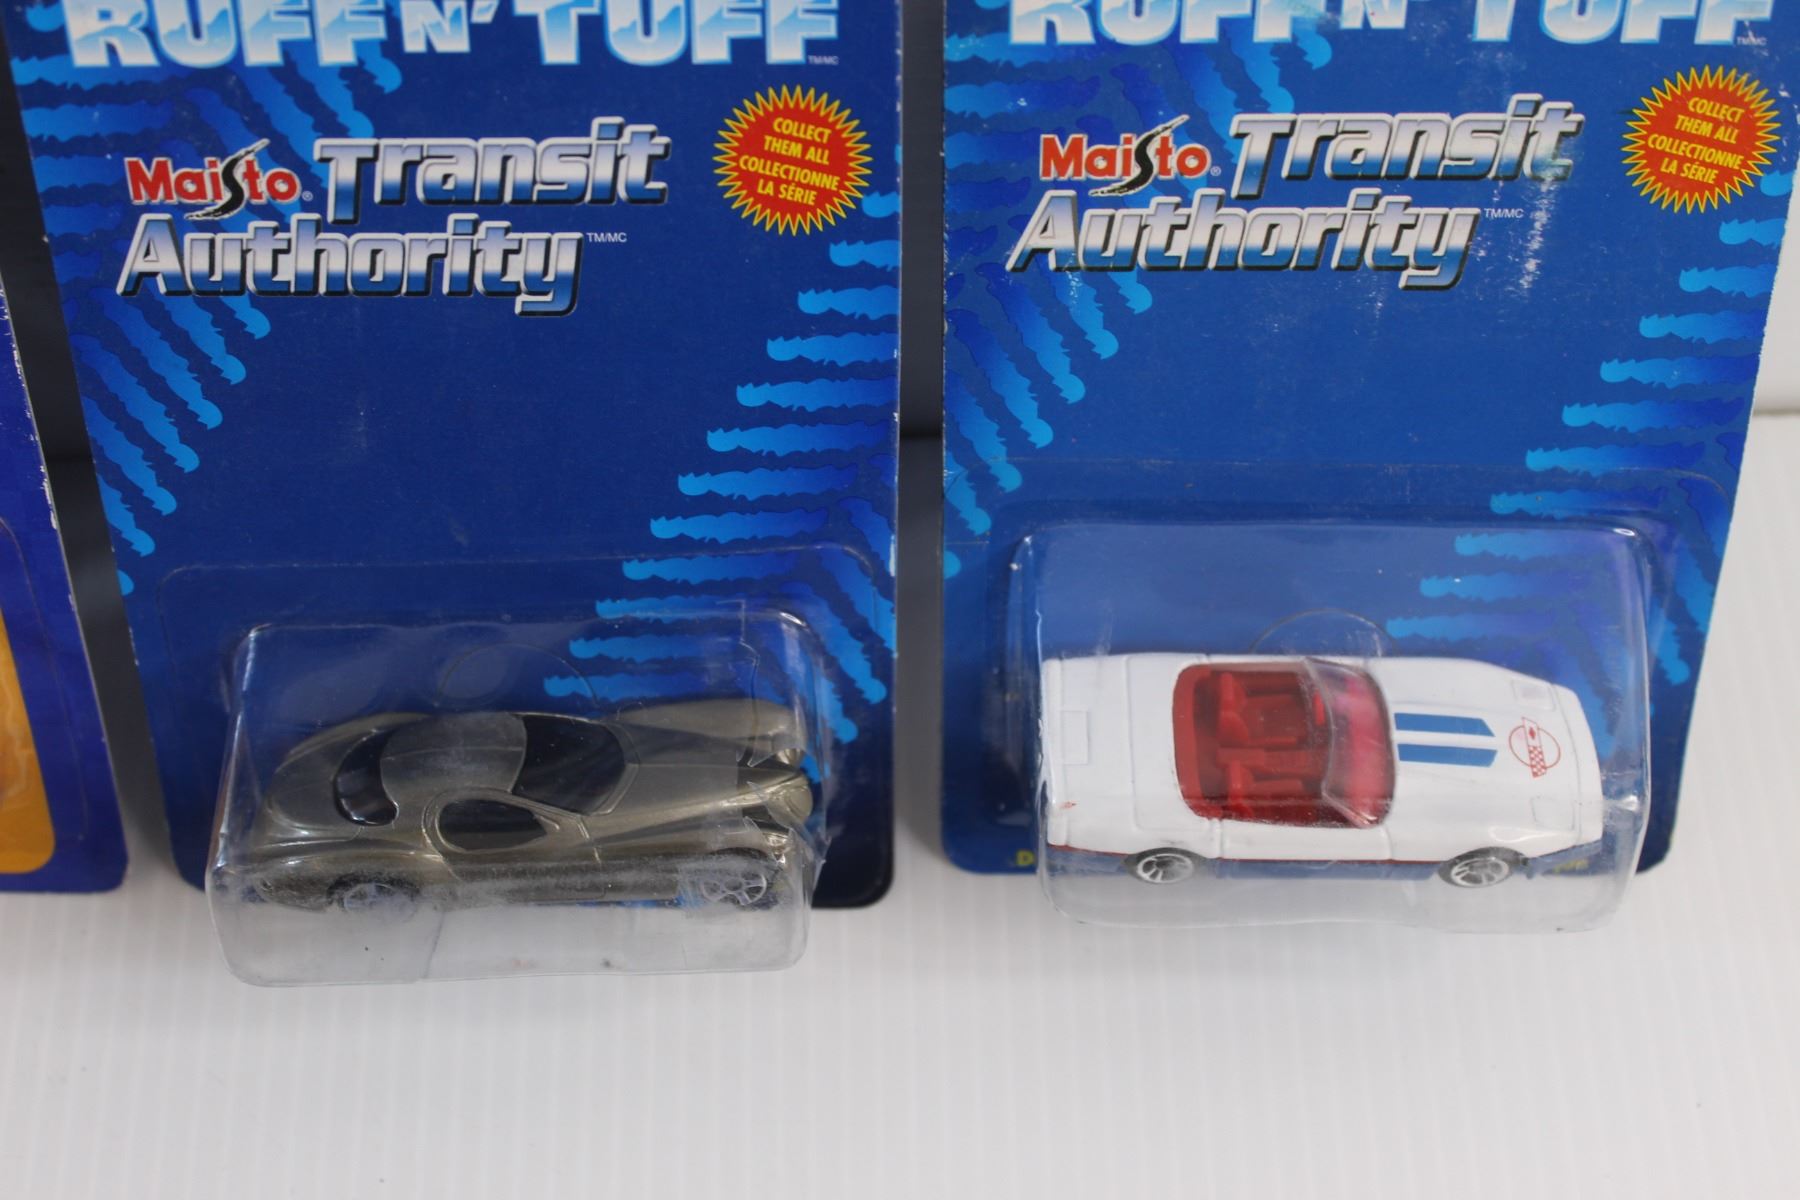 RUFF N' TUFF
TM/MC
Maisto® Transit
Authority TM/MC
COLLECT
THEM ALL
COLLECTIONNE
LA SÉRIE
RUFF N' TUFF
TM/MC
Maisto® Transit
Authority TM/MC
COLLECT
THEM ALL
COLLECTIONNE
LA SÉRIE